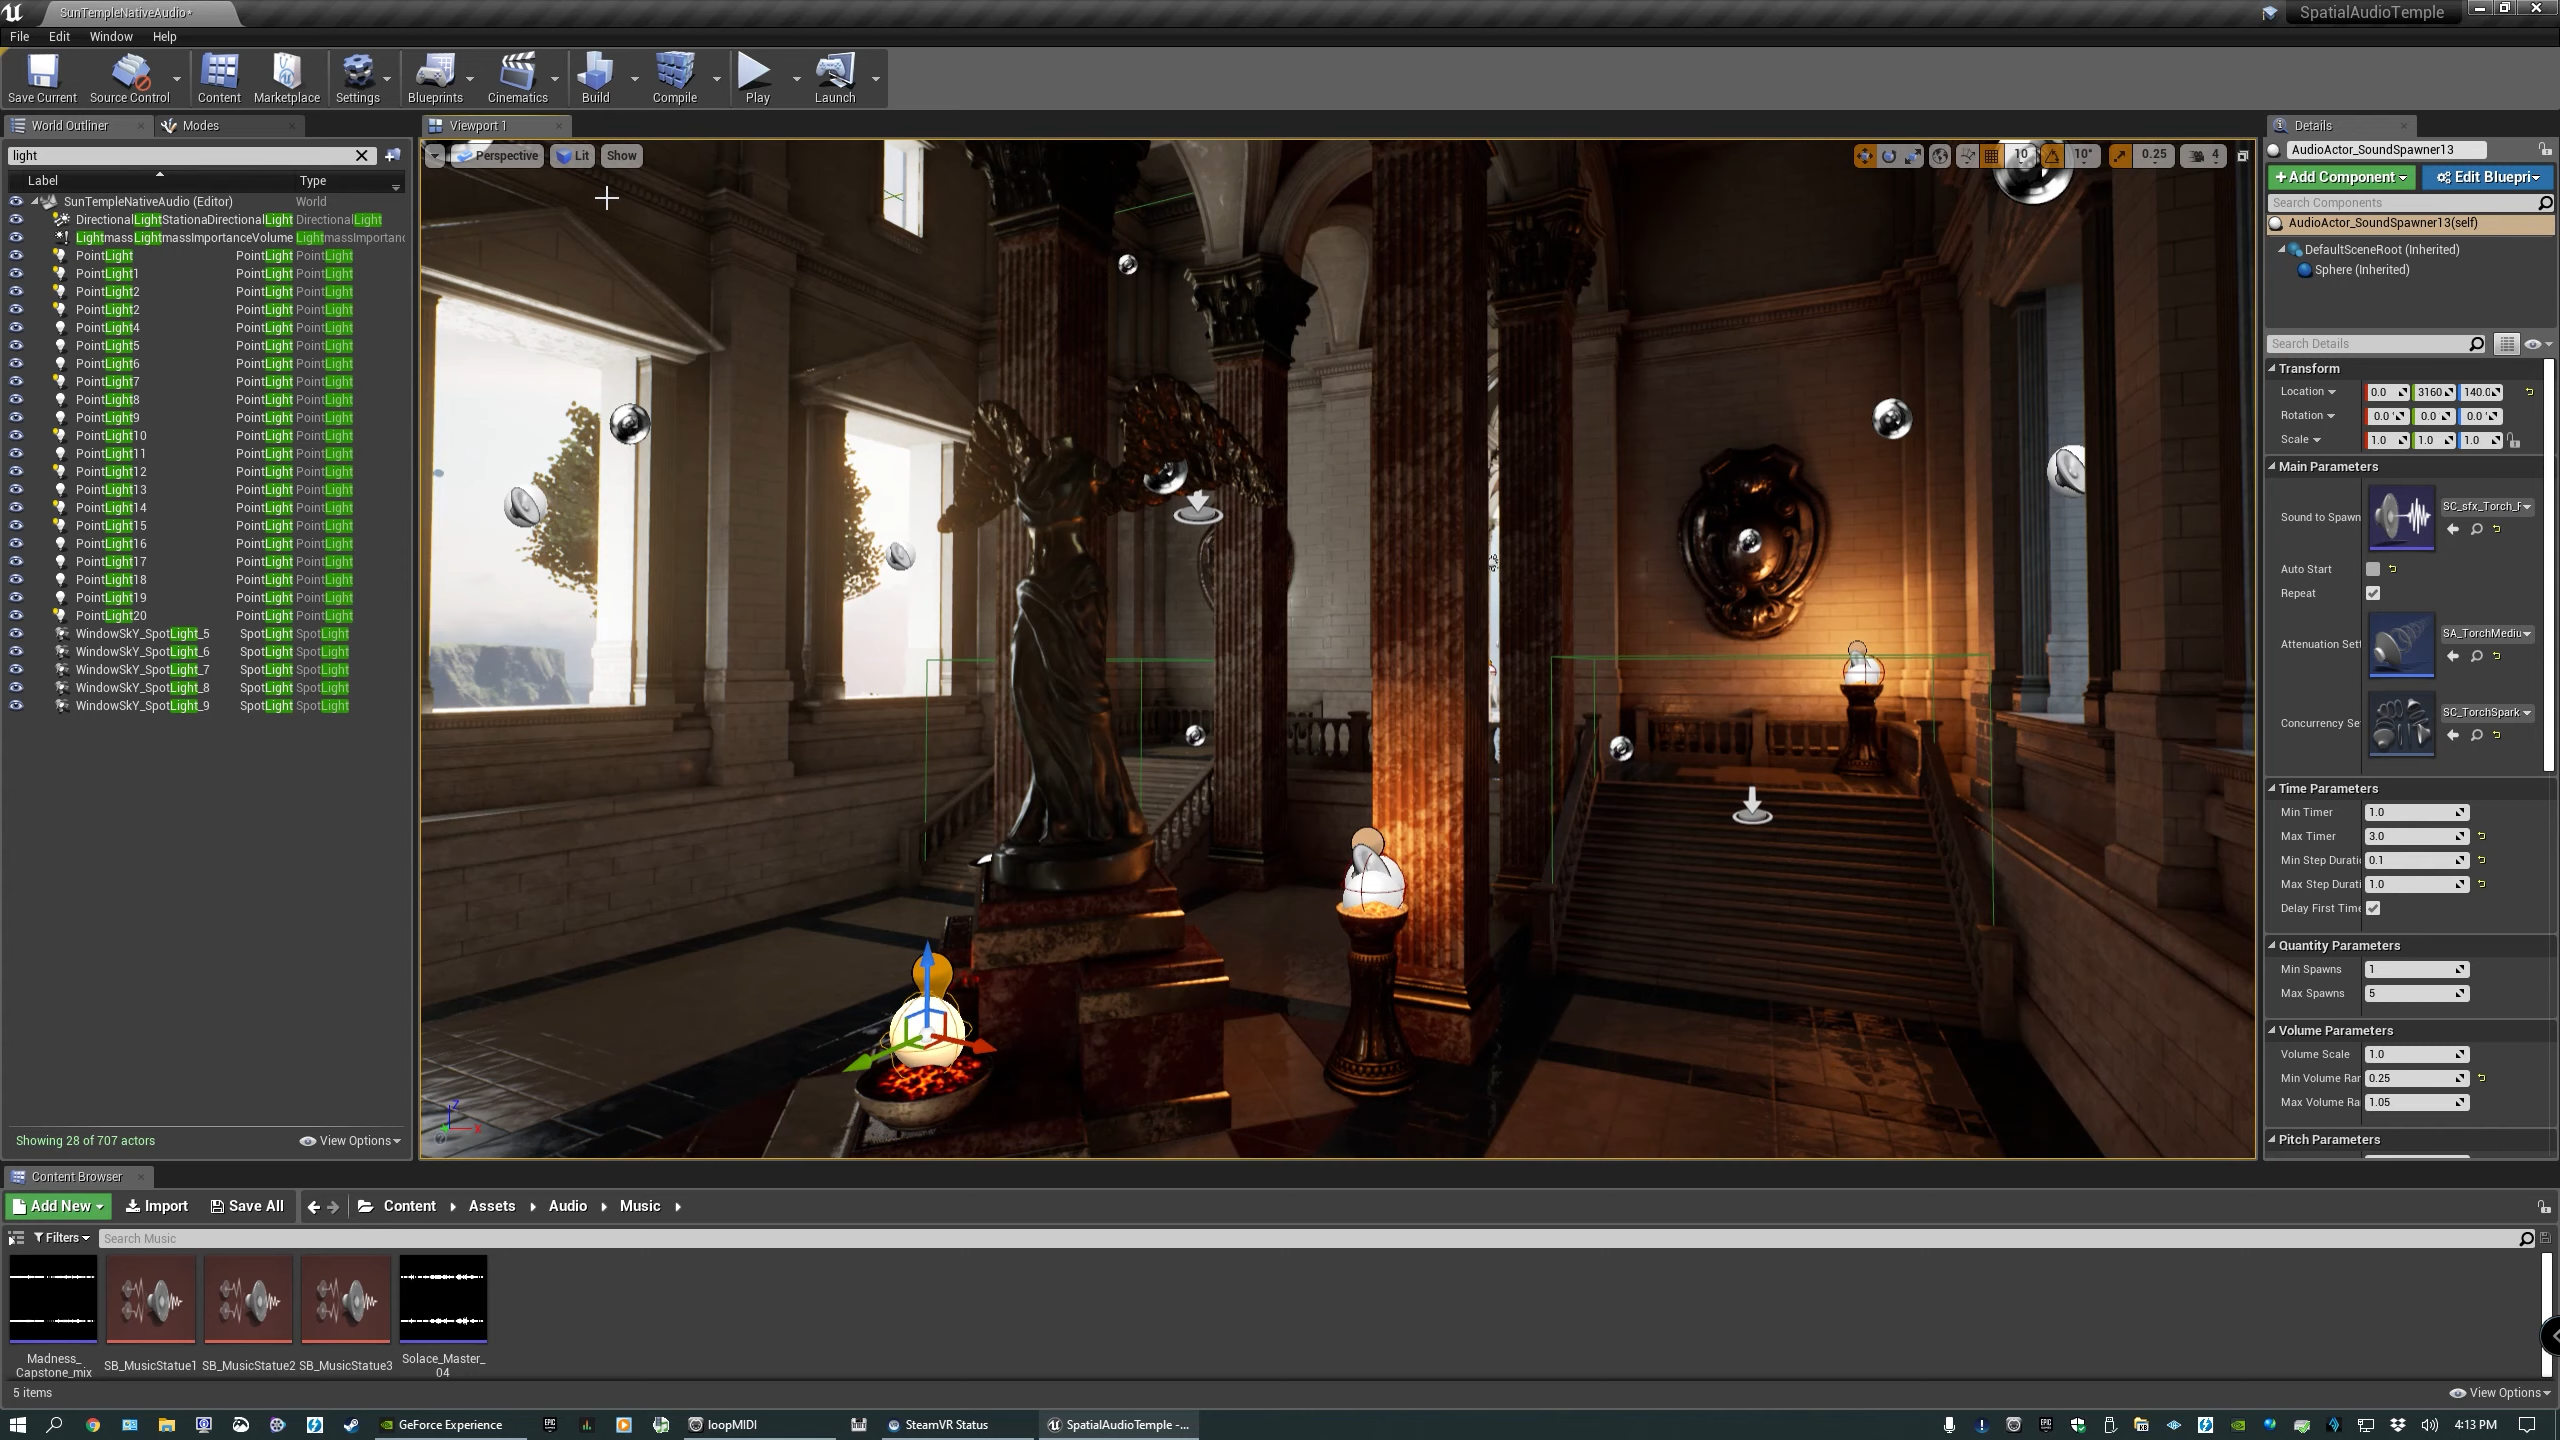 SunTempleNativeAudio*
SpatialAudioTemple
File Edit Window Help
Save Current Source Control Content Marketplace Settings Blueprints Cinematics Build Compile Play Launch
World Outliner
Modes
Viewport 1
Details
light
Perspective Lit Show
10 10° 0.25 4
Label Type
SunTempleNativeAudio (Editor) World
DirectionalLightStationaDirectionalLight DirectionalLight
LightmassLightmassImportanceVolume LightmassImportanc
PointLight PointLight PointLight
PointLight1 PointLight PointLight
PointLight2 PointLight PointLight
PointLight2 PointLight PointLight
PointLight4 PointLight PointLight
PointLight5 PointLight PointLight
PointLight6 PointLight PointLight
PointLight7 PointLight PointLight
PointLight8 PointLight PointLight
PointLight9 PointLight PointLight
PointLight10 PointLight PointLight
PointLight11 PointLight PointLight
PointLight12 PointLight PointLight
PointLight13 PointLight PointLight
PointLight14 PointLight PointLight
PointLight15 PointLight PointLight
PointLight16 PointLight PointLight
PointLight17 PointLight PointLight
PointLight18 PointLight PointLight
PointLight19 PointLight PointLight
PointLight20 PointLight PointLight
WindowSkY_SpotLight_5 SpotLight SpotLight
WindowSkY_SpotLight_6 SpotLight SpotLight
WindowSkY_SpotLight_7 SpotLight SpotLight
WindowSkY_SpotLight_8 SpotLight SpotLight
WindowSkY_SpotLight_9 SpotLight SpotLight
Showing 28 of 707 actors
View Options
Z
X
AudioActor_SoundSpawner13
+Add Component
Edit Bluepri
Search Components
AudioActor_SoundSpawner13(self)
DefaultSceneRoot (Inherited)
Sphere (Inherited)
Search Details
Transform
Location 0.0 3160 140.0
Rotation 0.0 ° 0.0 ° 0.0 °
Scale 1.0 1.0 1.0
Main Parameters
Sound to Spawn SC_sfx_Torch_F
Auto Start
Repeat
Attenuation Sett SA_TorchMediu
Concurrency Se SC_TorchSpark
Time Parameters
Min Timer 1.0
Max Timer 3.0
Min Step Durati 0.1
Max Step Durati 1.0
Delay First Time
Quantity Parameters
Min Spawns 1
Max Spawns 5
Volume Parameters
Volume Scale 1.0
Min Volume Rar 0.25
Max Volume Ra 1.05
Pitch Parameters
Content Browser
Add New
Import
Save All
Content Assets Audio Music
Filters
Search Music
Madness_
Capstone_mix
SB_MusicStatue1
SB_MusicStatue2
SB_MusicStatue3
Solace_Master_
04
5 items
View Options
GeForce Experience
loopMIDI
SteamVR Status
SpatialAudioTemple -...
4:13 PM